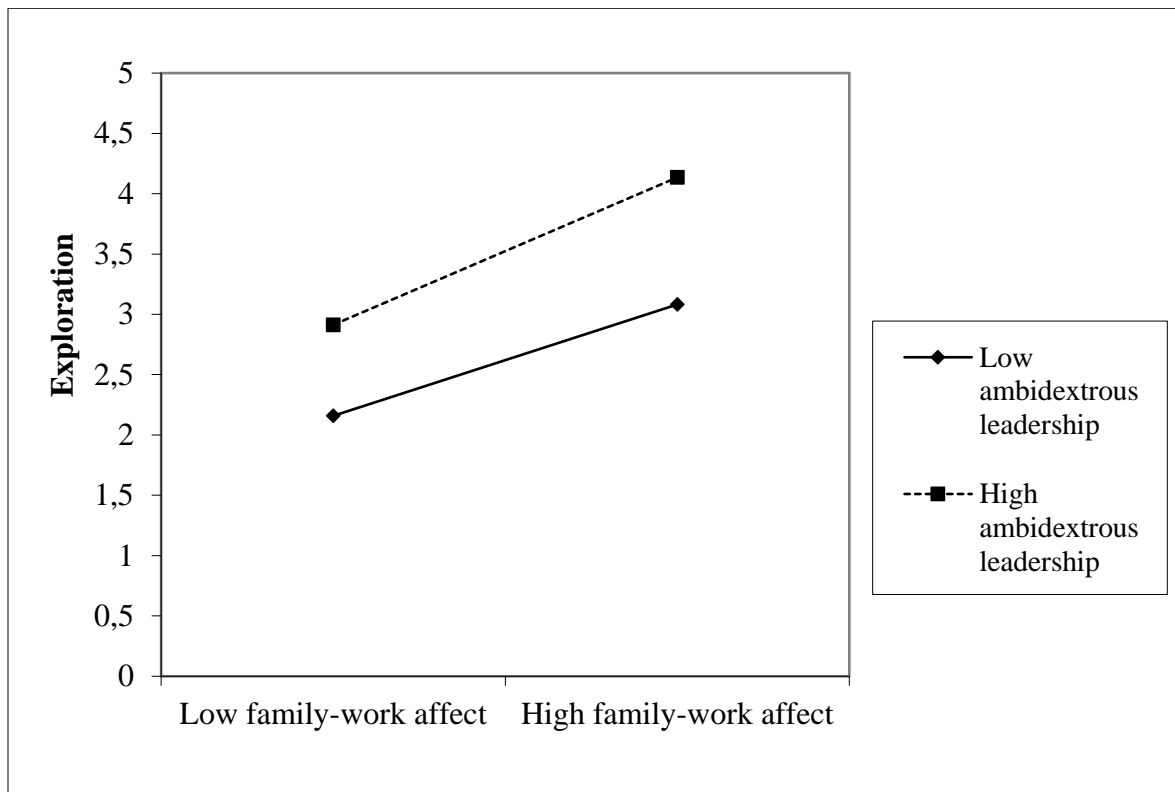 5
4,5
4
3,5
3
2,5
2
1,5
1
0,5
0
Exploration
Low family-work affect High family-work affect
Low
ambidextrous
leadership
High
ambidextrous
leadership